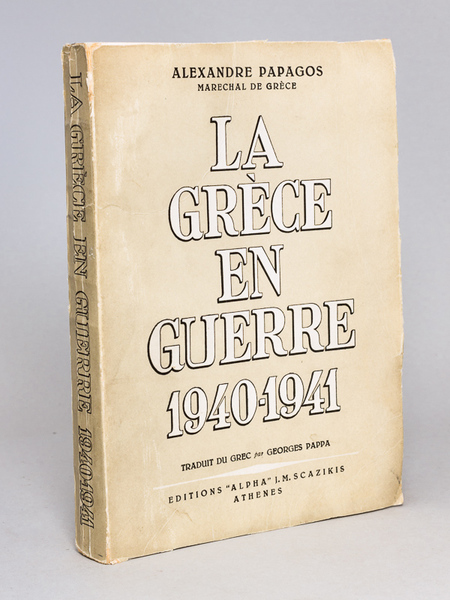 ALEXANDRE PAPAGOS
MARECHAL DE GRÈCE
LA
GRÈCE
EN
GUERRE
1940-1941
TRADUIT DU GREC par GEORGES PAPPA
EDITIONS "ALPHA" J.M. SCAZIKIS
ATHENES
LA GRÈCE EN GUERRE 1940-1941